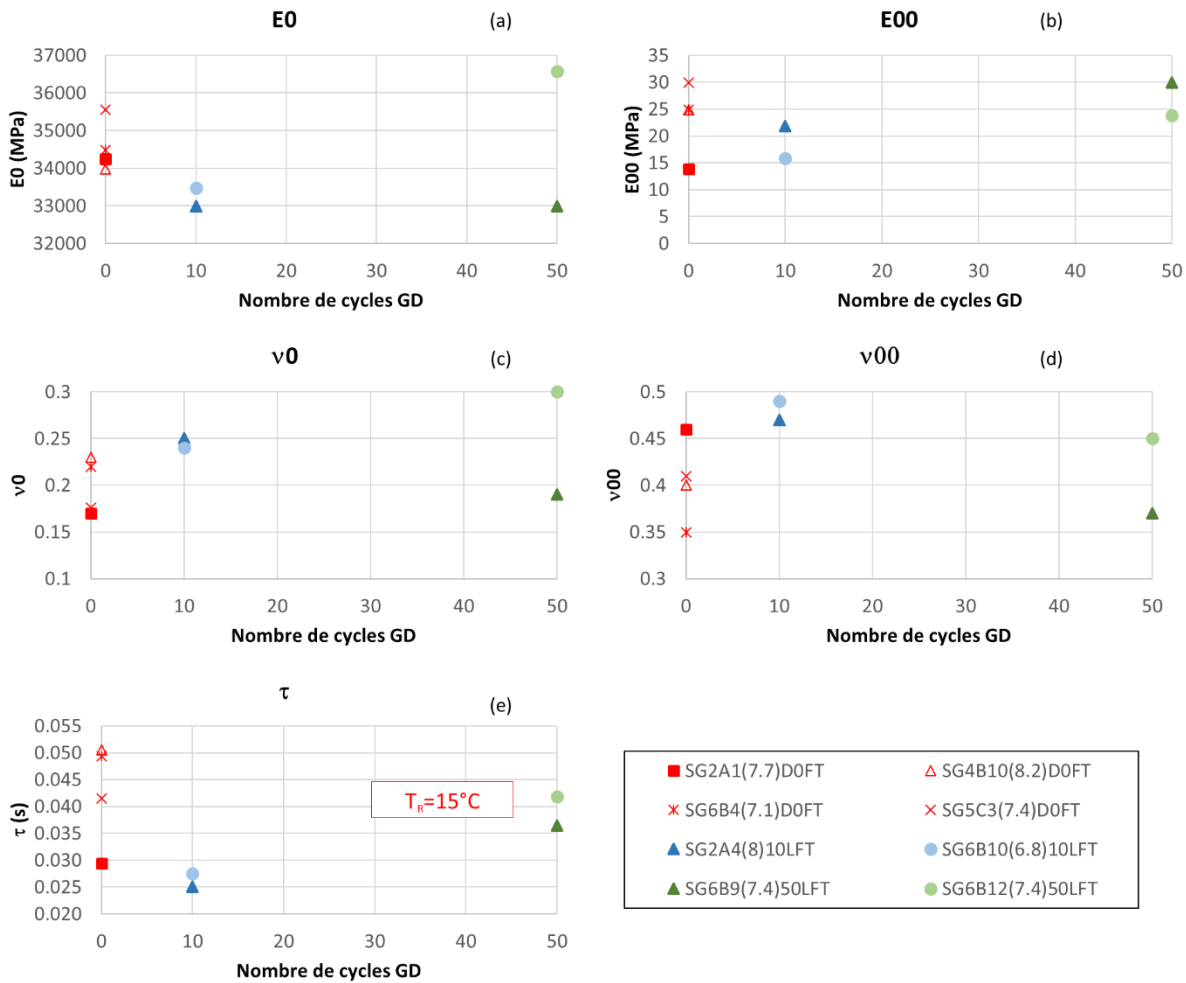 E0 (a)
37000
36000
35000
34000
33000
32000
E0 (MPa)
0 10 20 30 40 50
Nombre de cycles GD
E00 (b)
35
30
25
20
15
10
5
0
E00 (MPa)
0 10 20 30 40 50
Nombre de cycles GD
ν0 (c)
0.3
0.25
0.2
0.15
0.1
ν0
0 10 20 30 40 50
Nombre de cycles GD
ν00 (d)
0.5
0.45
0.4
0.35
0.3
ν00
0 10 20 30 40 50
Nombre de cycles GD
τ (e)
0.055
0.050
0.045
0.040
0.035
0.030
0.025
0.020
τ (s)
T_R=15°C
0 10 20 30 40 50
Nombre de cycles GD
SG2A1(7.7)D0FT SG4B10(8.2)D0FT
SG6B4(7.1)D0FT SG5C3(7.4)D0FT
SG2A4(8)10LFT SG6B10(6.8)10LFT
SG6B9(7.4)50LFT SG6B12(7.4)50LFT